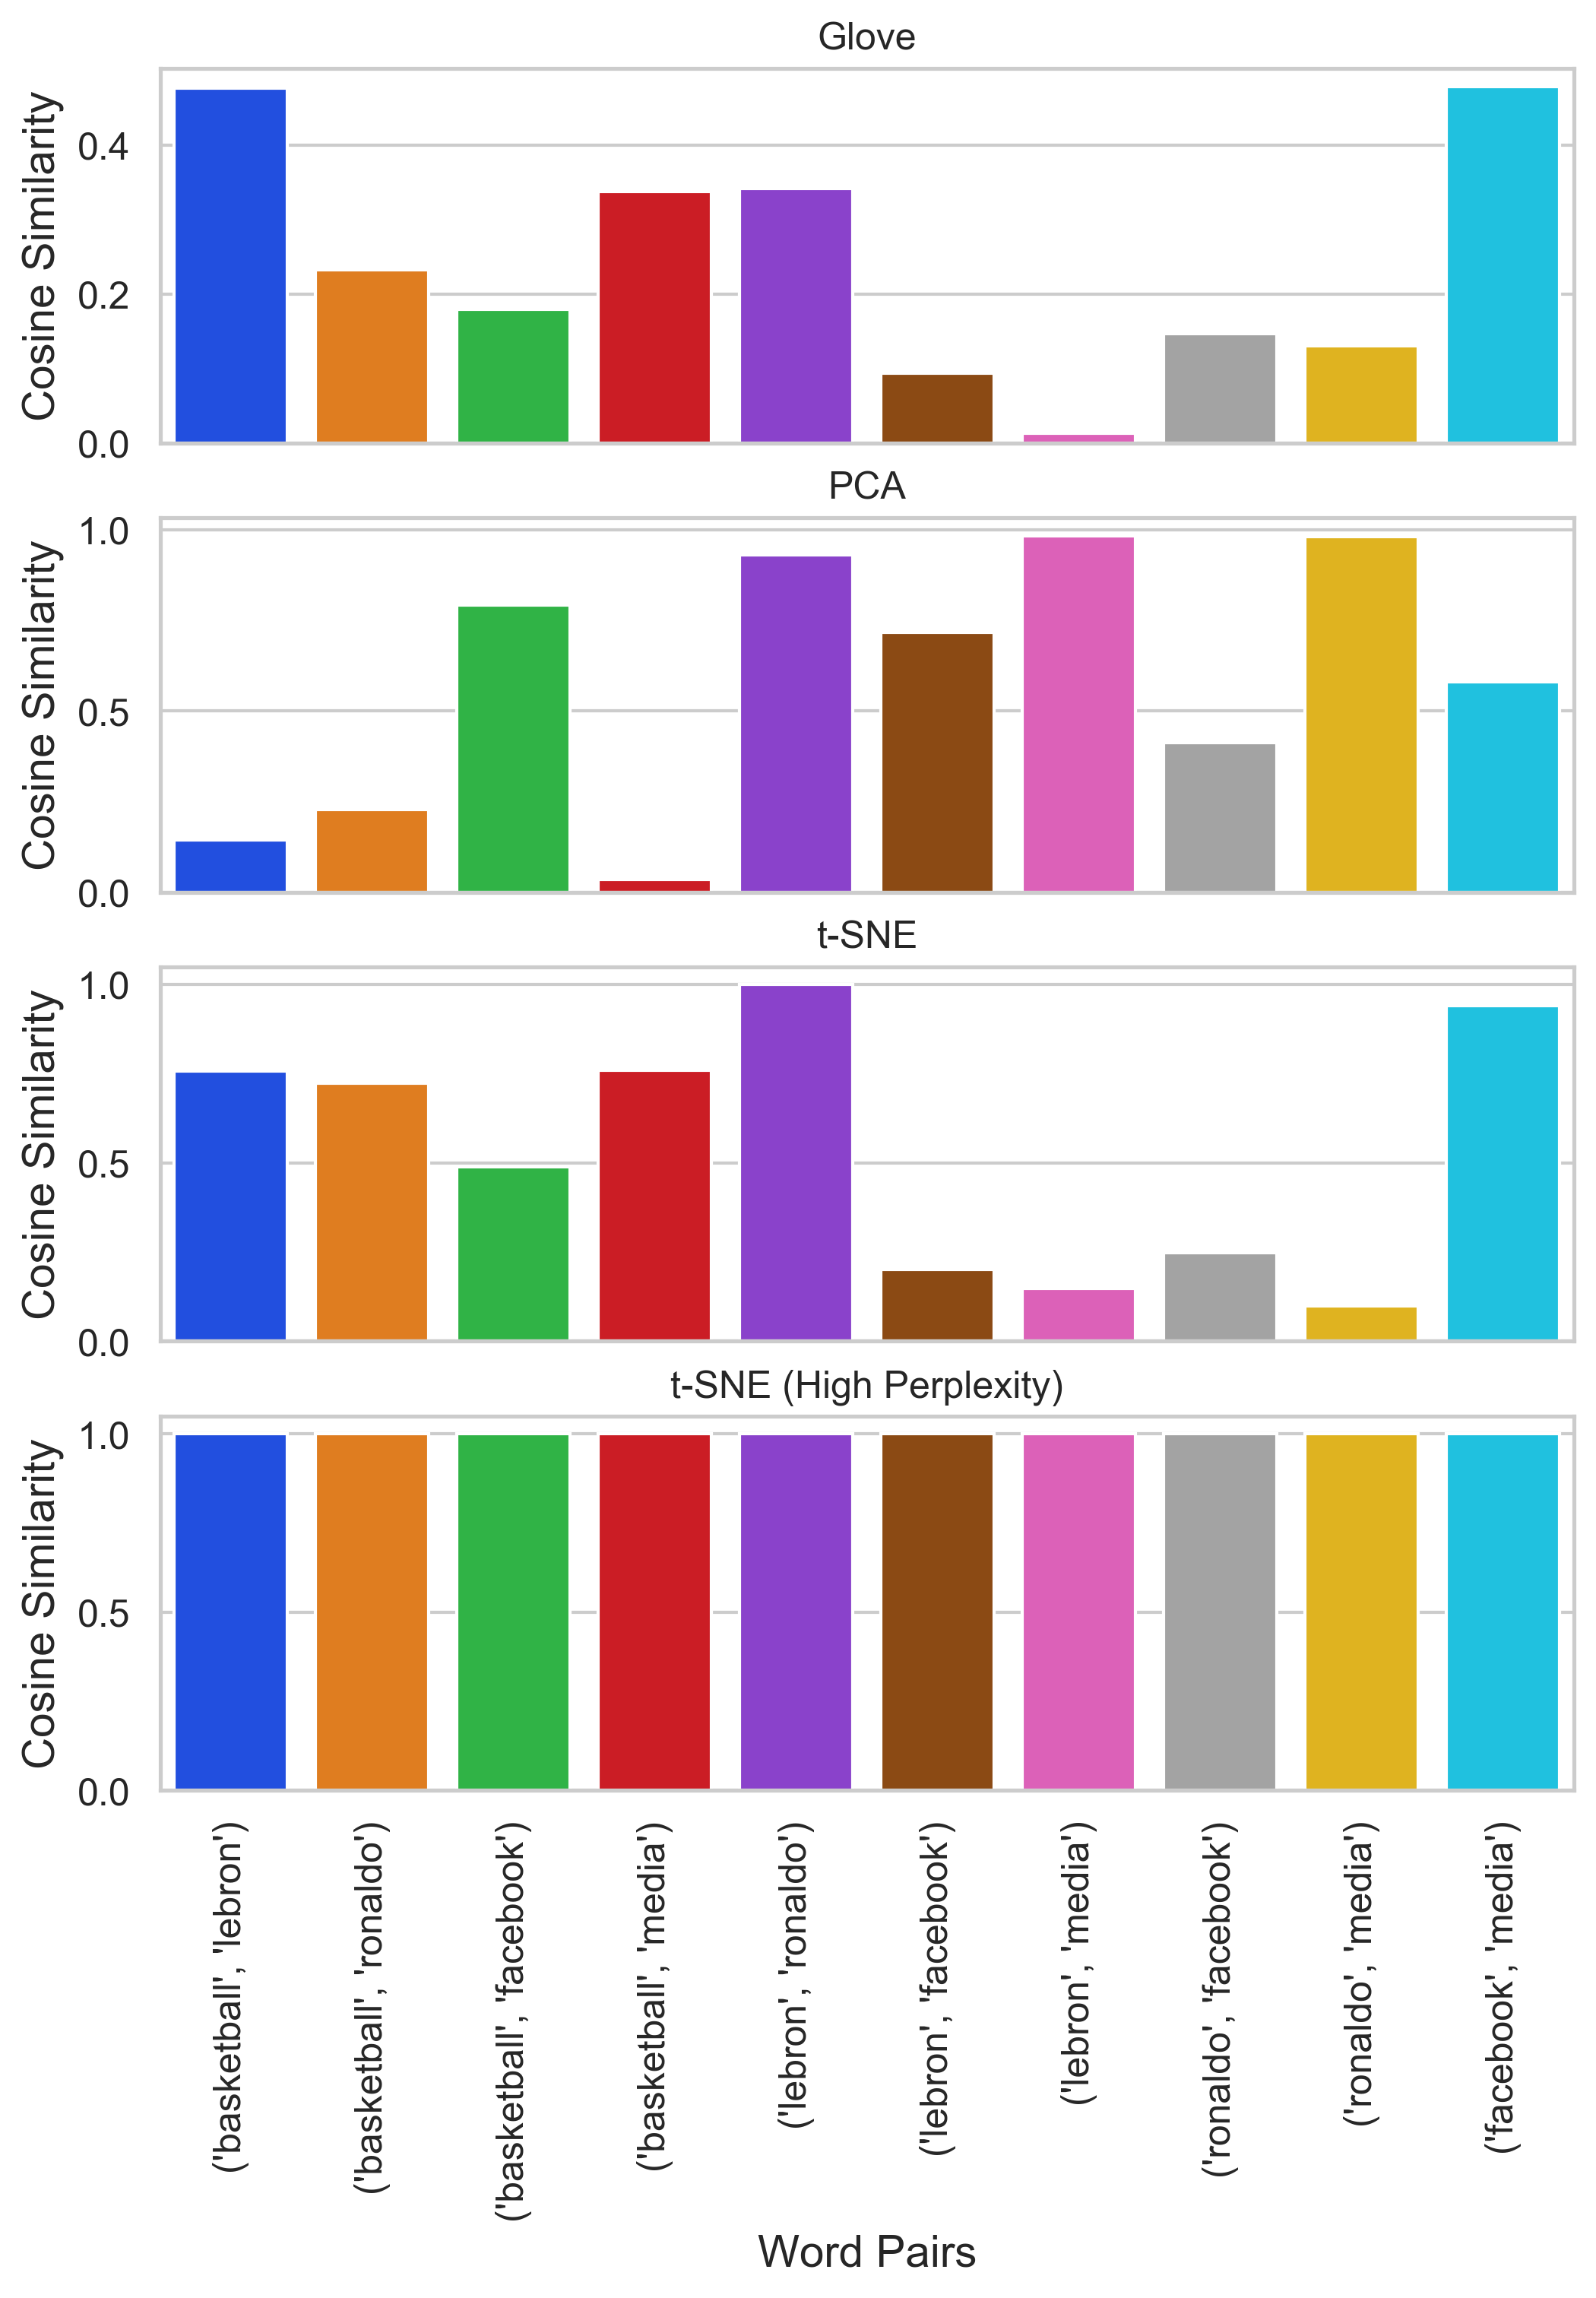 Glove
Cosine Similarity
0.4
0.2
0.0
PCA
Cosine Similarity
1.0
0.5
0.0
t-SNE
Cosine Similarity
1.0
0.5
0.0
t-SNE (High Perplexity)
Cosine Similarity
1.0
0.5
0.0
('basketball', 'lebron')
('basketball', 'ronaldo')
('basketball', 'facebook')
('basketball', 'media')
('lebron', 'ronaldo')
('lebron', 'facebook')
('lebron', 'media')
('ronaldo', 'facebook')
('ronaldo', 'media')
('facebook', 'media')
Word Pairs